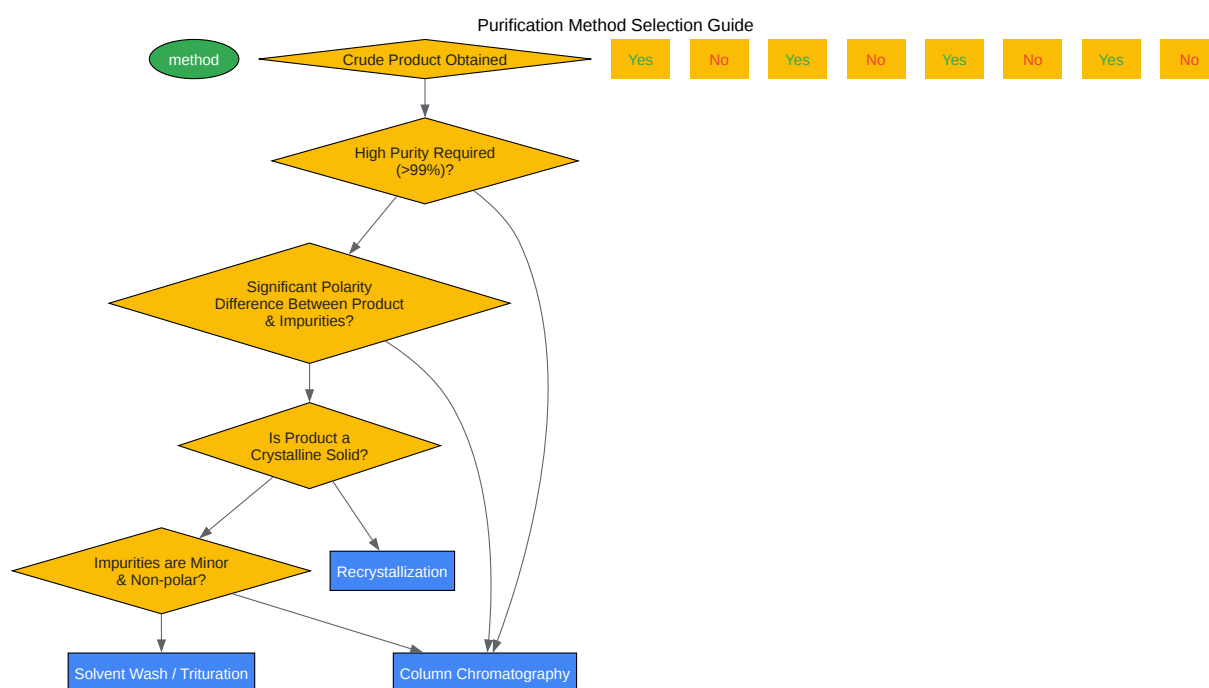 Purification Method Selection Guide
method
Crude Product Obtained
Yes
No
Yes
No
Yes
No
Yes
No
High Purity Required
(>99%)?
Significant Polarity
Difference Between Product
& Impurities?
Is Product a
Crystalline Solid?
Impurities are Minor
& Non-polar?
Recrystallization
Solvent Wash / Trituration
Column Chromatography